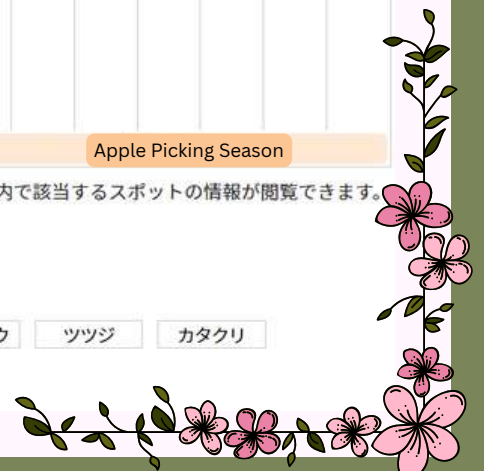 Apple Picking Season
内で該当するスポットの情報が閲覧できます。
ウ
ツツジ
カタクリ